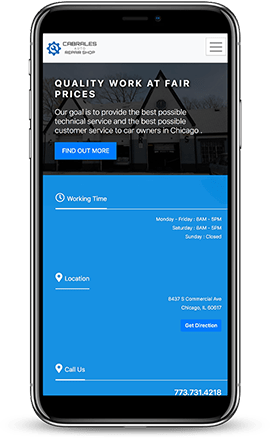 CABRALES
AUTO
REPAIR SHOP
QUALITY WORK AT FAIR
PRICES
Our goal is to provide the best possible
technical service and the best possible
customer service to car owners in Chicago .
FIND OUT MORE
Working Time
Monday - Friday : 8AM - 5PM
Saturday : 8AM - 5PM
Sunday : Closed
Location
8437 S Commercial Ave
Chicago, IL 60617
Get Direction
Call Us
773.731.4218